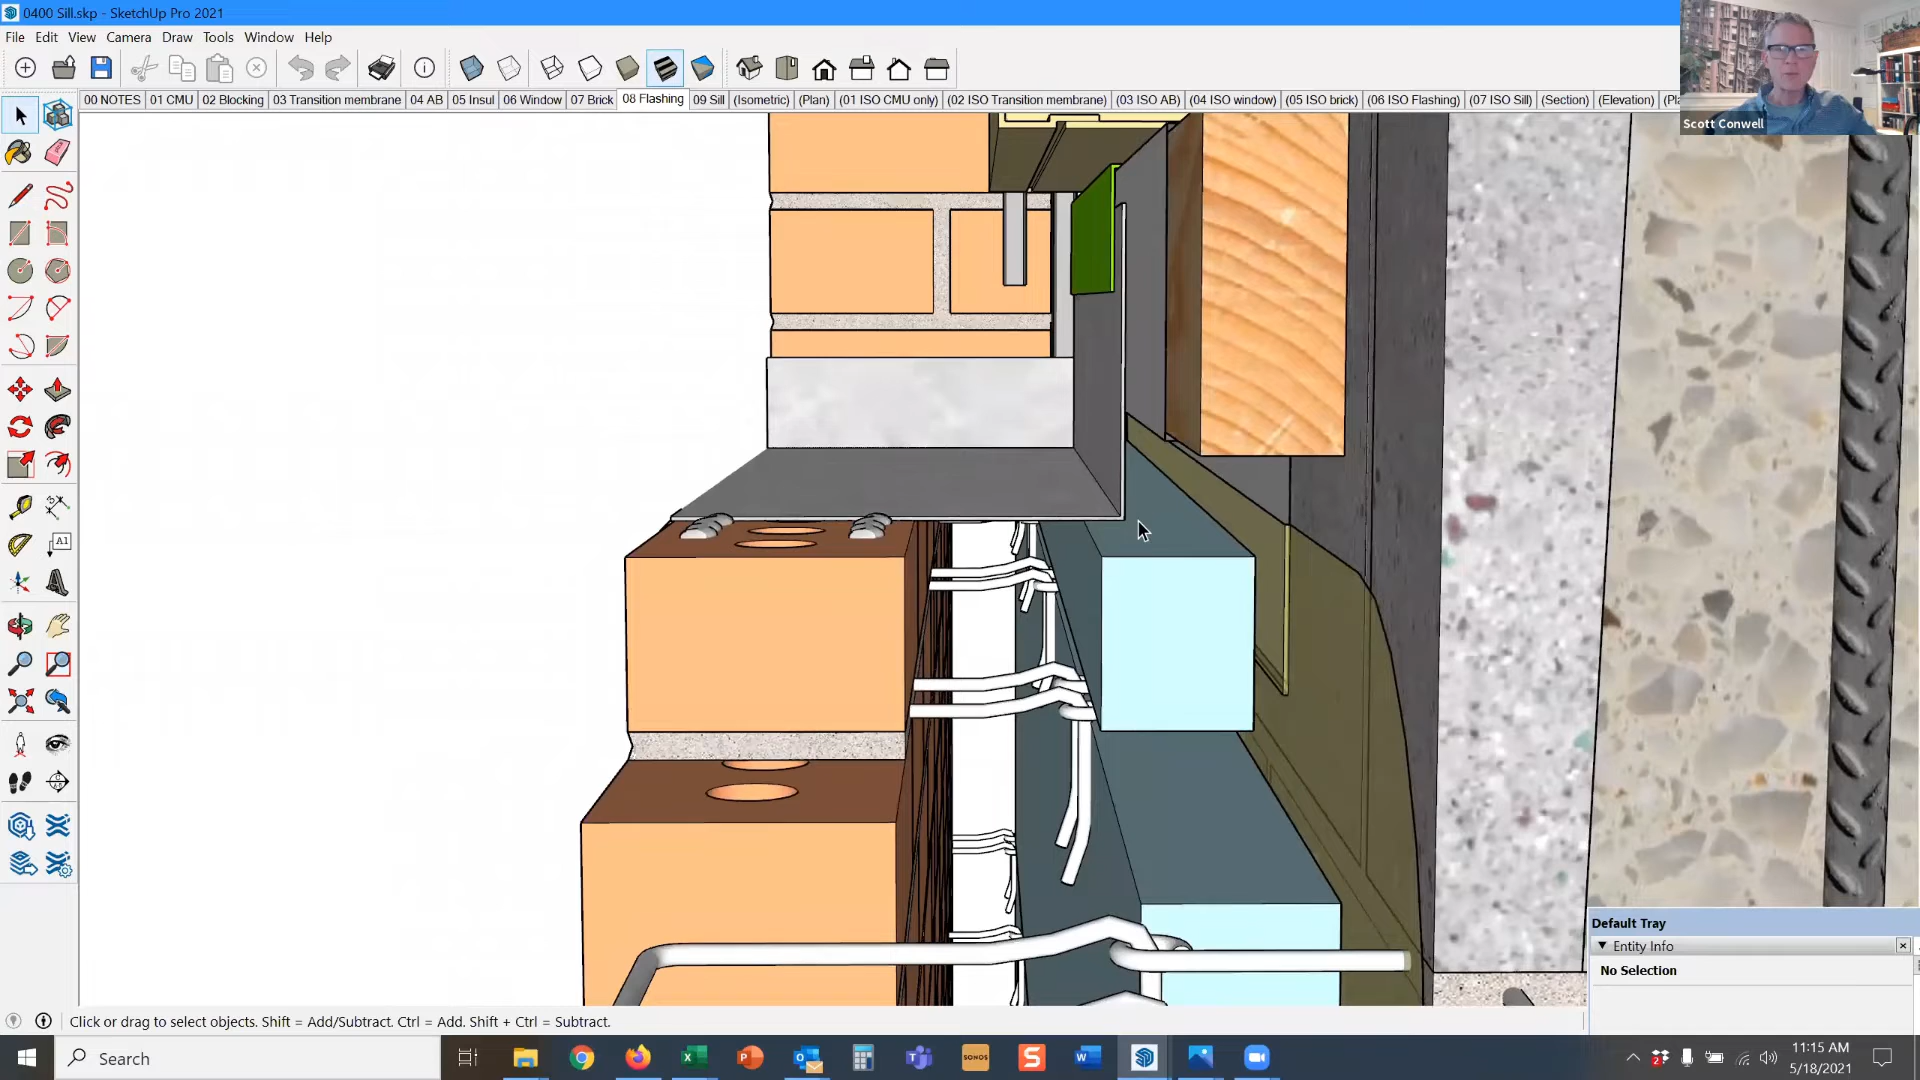 0400 Sill.skp - SketchUp Pro 2021
File Edit View Camera Draw Tools Window Help
00 NOTES 01 CMU 02 Blocking 03 Transition membrane 04 AB 05 Insul 06 Window 07 Brick 08 Flashing 09 Sill (Isometric) (Plan) (01 ISO CMU only) (02 ISO Transition membrane) (03 ISO AB) (04 ISO window) (05 ISO brick) (06 ISO Flashing) (07 ISO Sill) (Section) (Elevation) (Pl
Scott Conwell
A1
Default Tray
Entity Info
No Selection
Click or drag to select objects. Shift = Add/Subtract. Ctrl = Add. Shift + Ctrl = Subtract.
Search
SONOS
11:15 AM
5/18/2021